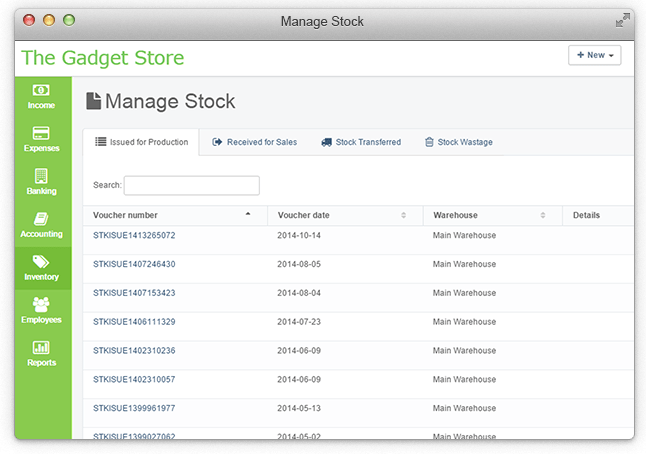 Manage Stock
The Gadget Store
New
Income
Expenses
Banking
Accounting
Inventory
Employees
Reports
Manage Stock
Issued for Production Received for Sales Stock Transferred Stock Wastage
Search:
Voucher number Voucher date Warehouse Details
STKISUE1413265072 2014-10-14 Main Warehouse
STKISUE1407246430 2014-08-05 Main Warehouse
STKISUE1407153423 2014-08-04 Main Warehouse
STKISUE1406111329 2014-07-23 Main Warehouse
STKISUE1402310236 2014-06-09 Main Warehouse
STKISUE1402310057 2014-06-09 Main Warehouse
STKISUE1399961977 2014-05-13 Main Warehouse
STKISUE1399027062 2014-05-02 Main Warehouse